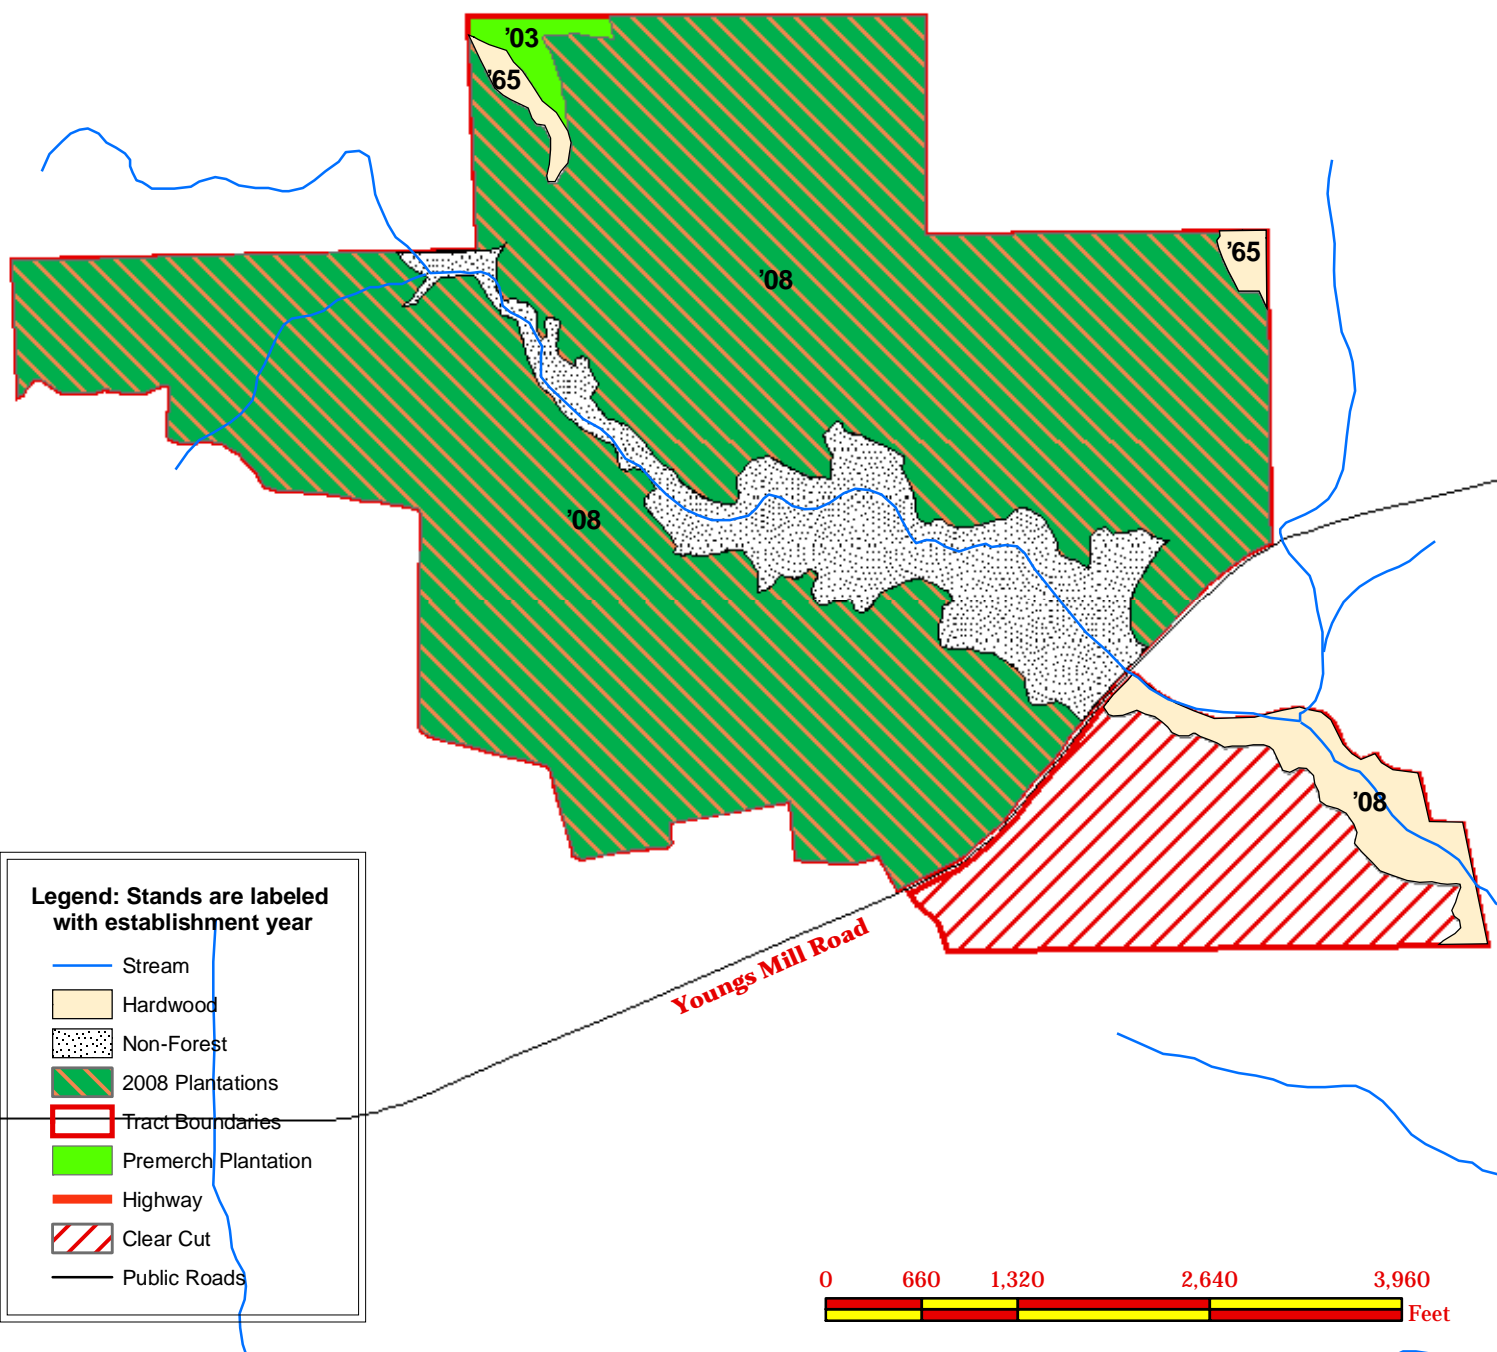 ’03
’65
’65
’08
’08
’08
Youngs Mill Road
Legend: Stands are labeled
with establishment year
Stream
Hardwood
Non-Forest
2008 Plantations
Tract Boundaries
Premerch Plantation
Highway
Clear Cut
Public Roads
0 660 1,320 2,640 3,960
Feet